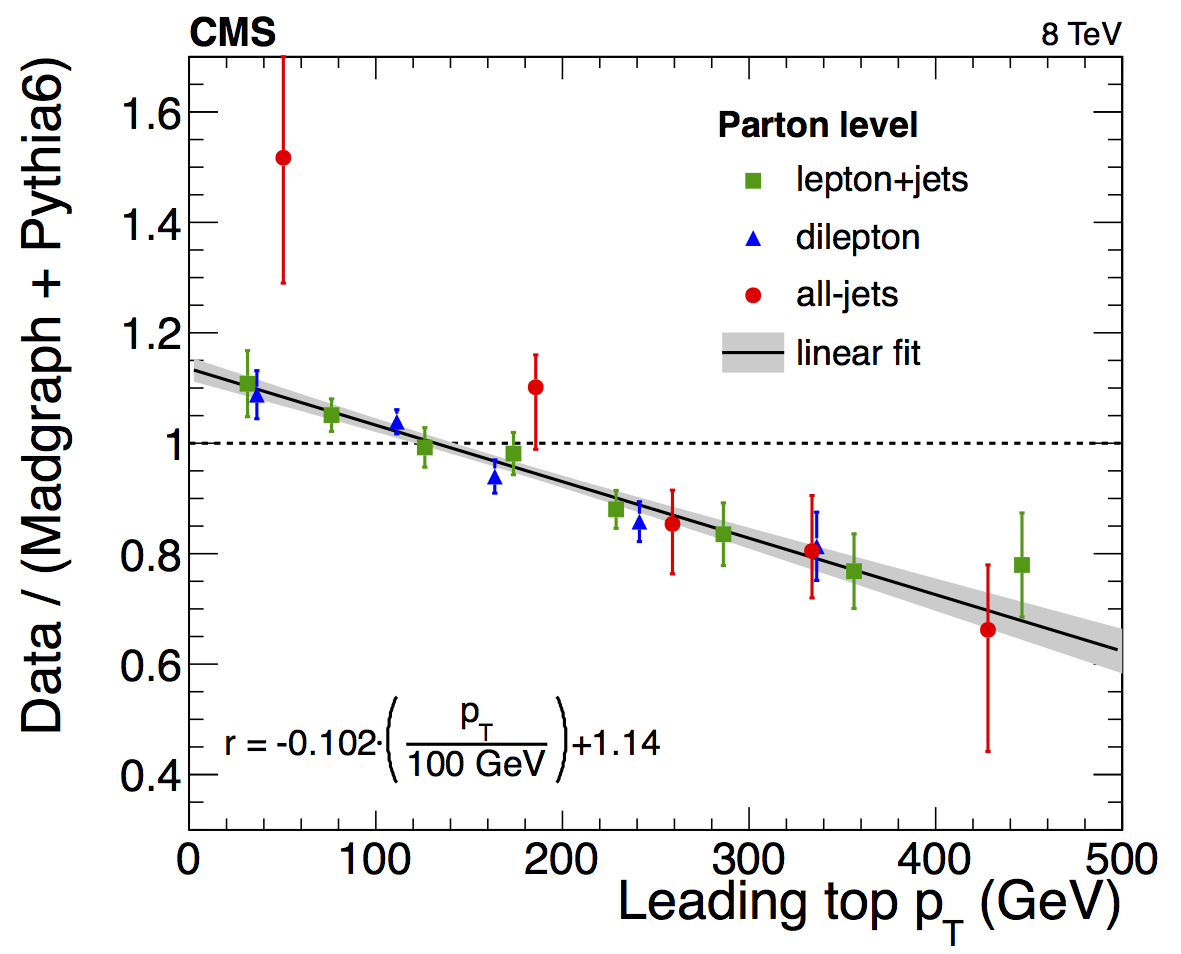 CMS 8 TeV
Data / (Madgraph + Pythia6)
1.6
1.4
1.2
1
0.8
0.6
0.4
Parton level
lepton+jets
dilepton
all-jets
linear fit
r = -0.102·(p_T / 100 GeV)+1.14
0 100 200 300 400 500
Leading top p_T (GeV)